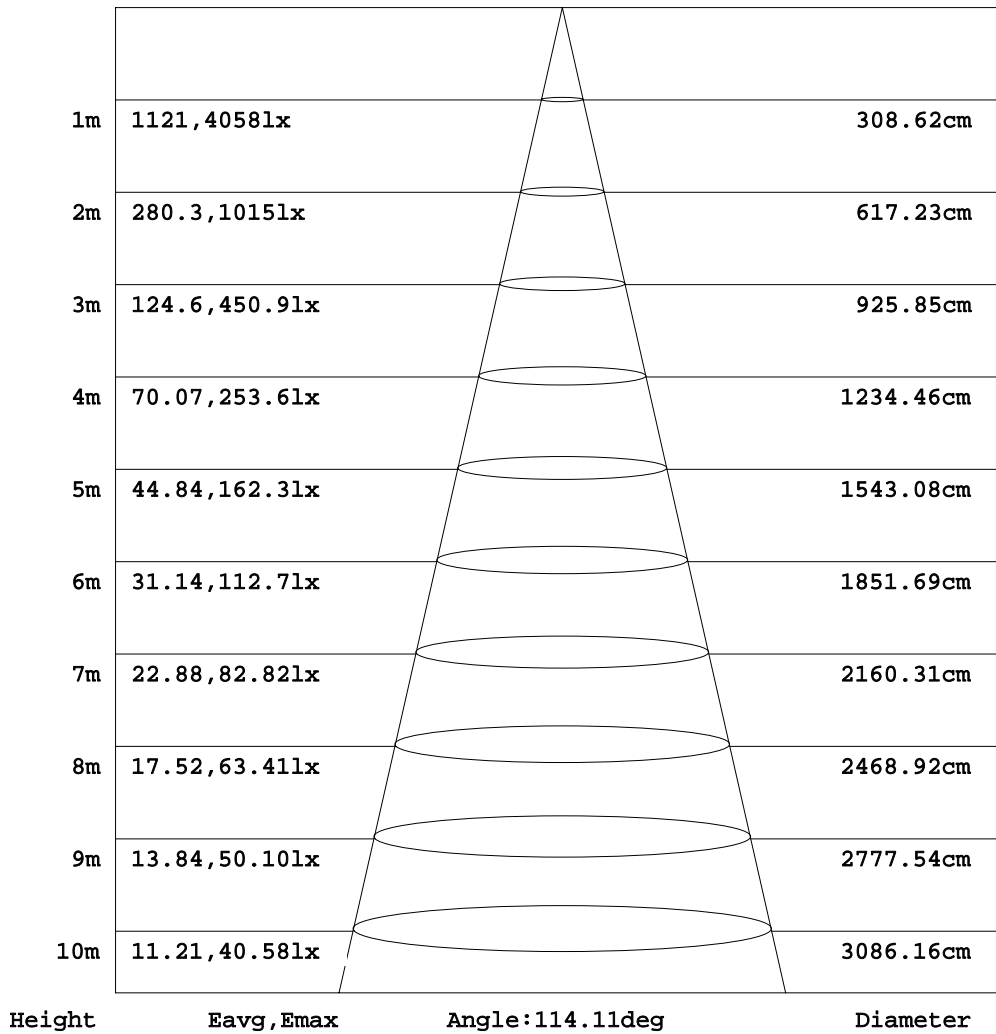 1m 1121,4058lx 308.62cm
2m 280.3,1015lx 617.23cm
3m 124.6,450.9lx 925.85cm
4m 70.07,253.6lx 1234.46cm
5m 44.84,162.3lx 1543.08cm
6m 31.14,112.7lx 1851.69cm
7m 22.88,82.82lx 2160.31cm
8m 17.52,63.41lx 2468.92cm
9m 13.84,50.10lx 2777.54cm
10m 11.21,40.58lx 3086.16cm
Height Eavg,Emax Angle:114.11deg Diameter